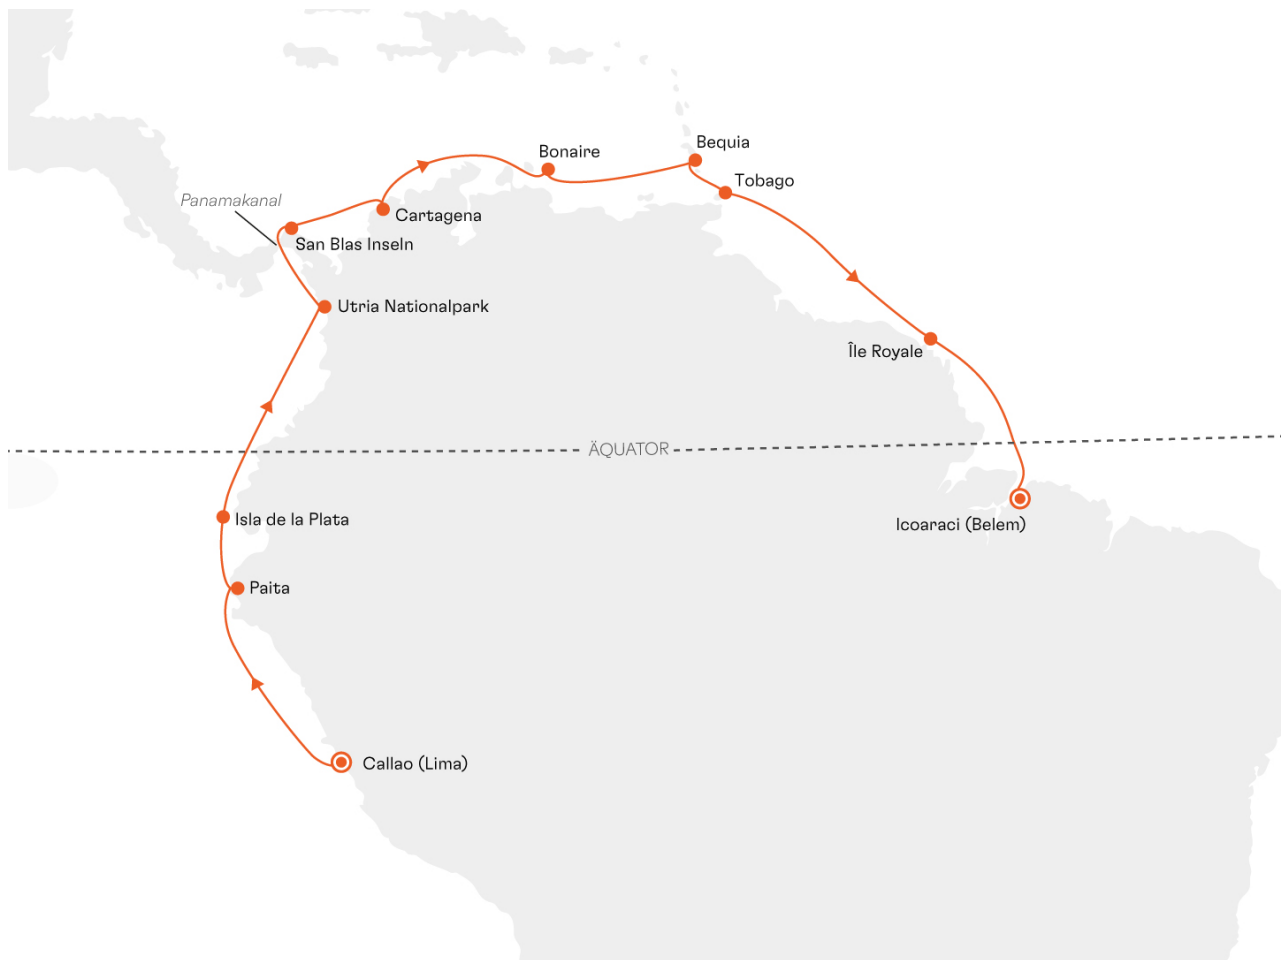 Bequia
Bonaire
Tobago
Panamakanal
Cartagena
San Blas Inseln
Utria Nationalpark
Île Royale
ÄQUATOR
Isla de la Plata
Icoaraci (Belem)
Paita
Callao (Lima)